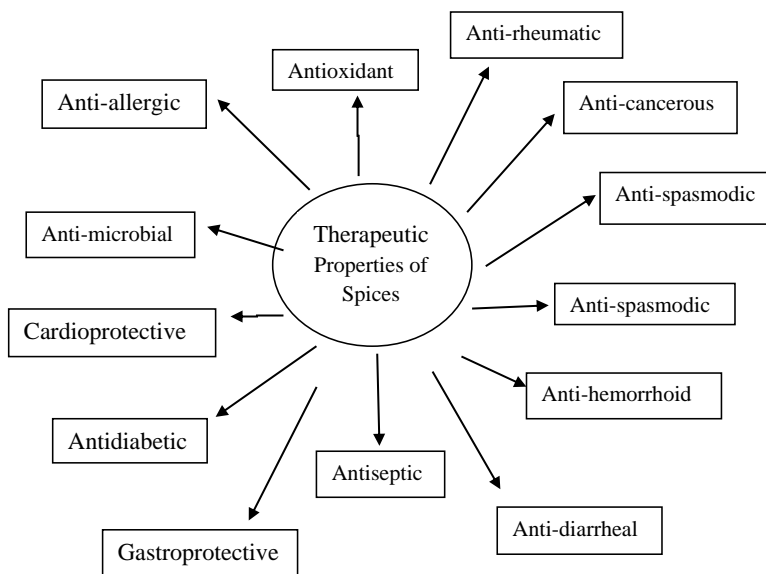 Anti-rheumatic
Antioxidant
Anti-allergic
Anti-cancerous
Anti-spasmodic
Anti-microbial
Therapeutic
Properties of
Spices
Anti-spasmodic
Cardioprotective
Anti-hemorrhoid
Antidiabetic
Antiseptic
Anti-diarrheal
Gastroprotective